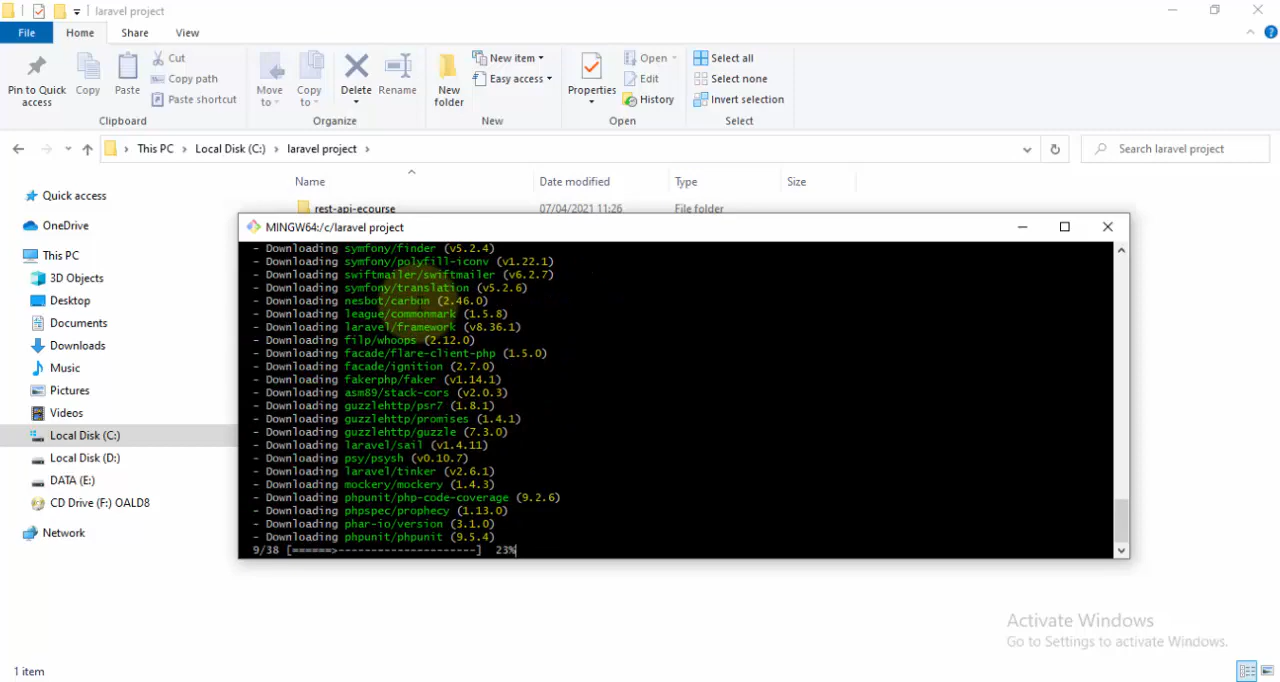 laravel project
File Home Share View
Pin to Quick access
Copy
Paste
Cut
Copy path
Paste shortcut
Clipboard
Move to
Copy to
Delete
Rename
Organize
New folder
New item
Easy access
New
Properties
Open
Edit
History
Open
Select all
Select none
Invert selection
Select
This PC › Local Disk (C:) › laravel project ›
Search laravel project
Name Date modified Type Size
rest-api-ecourse 07/04/2021 11:26 File folder
Quick access
OneDrive
This PC
3D Objects
Desktop
Documents
Downloads
Music
Pictures
Videos
Local Disk (C:)
Local Disk (D:)
DATA (E:)
CD Drive (F:) OALD8
Network
MINGW64:/c/laravel project
- Downloading symfony/finder (v5.2.4)
- Downloading symfony/polyfill-iconv (v1.22.1)
- Downloading swiftmailer/swiftmailer (v6.2.7)
- Downloading symfony/translation (v5.2.6)
- Downloading nesbot/carbon (2.46.0)
- Downloading league/commonmark (1.5.8)
- Downloading laravel/framework (v8.36.1)
- Downloading filp/whoops (2.12.0)
- Downloading facade/flare-client-php (1.5.0)
- Downloading facade/ignition (2.7.0)
- Downloading fakerphp/faker (v1.14.1)
- Downloading asm89/stack-cors (v2.0.3)
- Downloading guzzlehttp/psr7 (1.8.1)
- Downloading guzzlehttp/promises (1.4.1)
- Downloading guzzlehttp/guzzle (7.3.0)
- Downloading laravel/sail (v1.4.11)
- Downloading psy/psysh (v0.10.7)
- Downloading laravel/tinker (v2.6.1)
- Downloading mockery/mockery (1.4.3)
- Downloading phpunit/php-code-coverage (9.2.6)
- Downloading phpspec/prophecy (1.13.0)
- Downloading phar-io/version (3.1.0)
- Downloading phpunit/phpunit (9.5.4)
9/38 [======>---------------------] 23%
Activate Windows
Go to Settings to activate Windows.
1 item